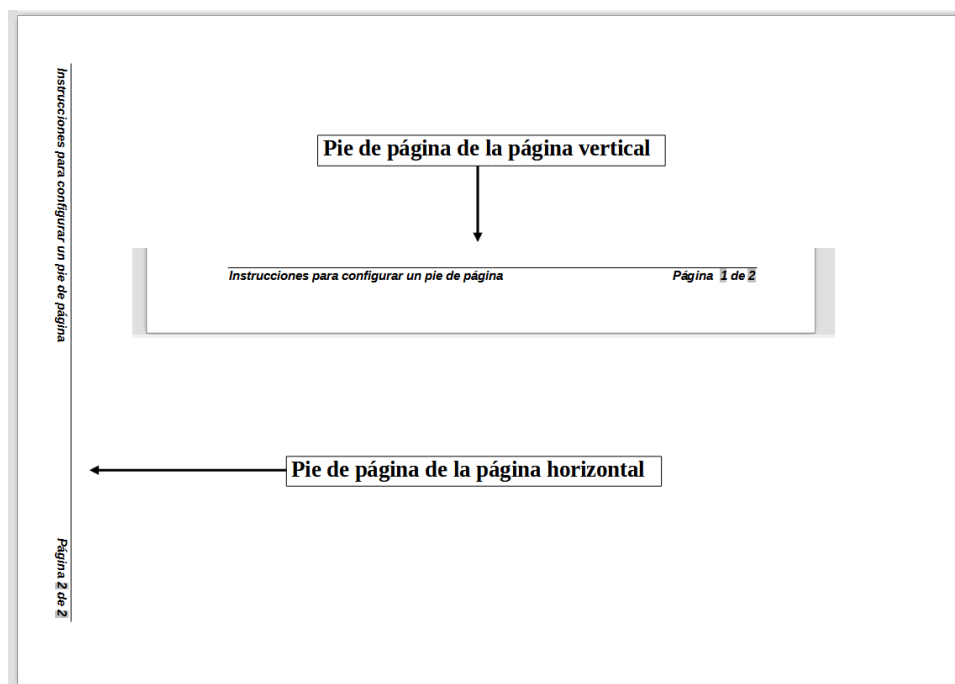 Instrucciones para configurar un pie de página
Página 2 de 2
Pie de página de la página vertical
Instrucciones para configurar un pie de página Página 1 de 2
Pie de página de la página horizontal